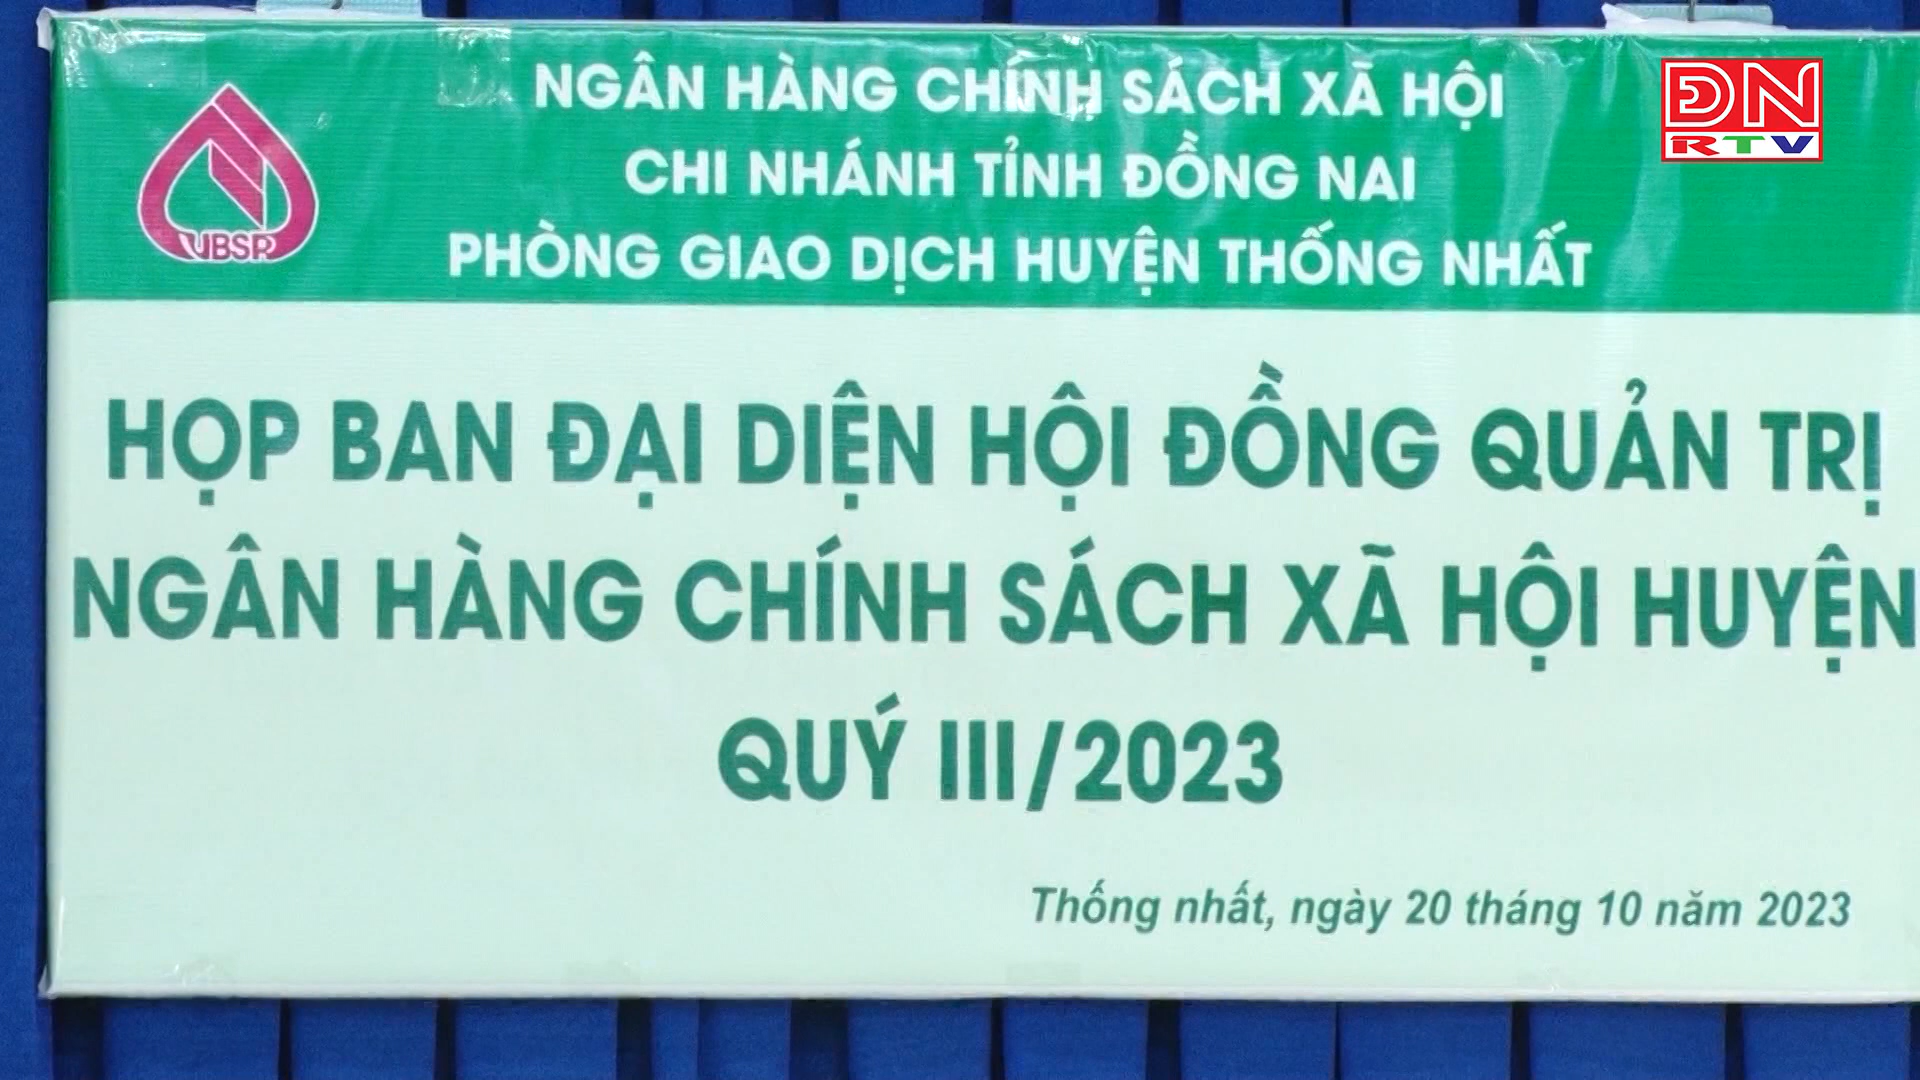 NGÂN HÀNG CHÍNH SÁCH XÃ HỘI
CHI NHÁNH TỈNH ĐỒNG NAI
PHÒNG GIAO DỊCH HUYỆN THỐNG NHẤT
VBSP
ĐN
RTV
HỌP BAN ĐẠI DIỆN HỘI ĐỒNG QUẢN TRỊ
NGÂN HÀNG CHÍNH SÁCH XÃ HỘI HUYỆN
QUÝ III/2023
Thống nhất, ngày 20 tháng 10 năm 2023